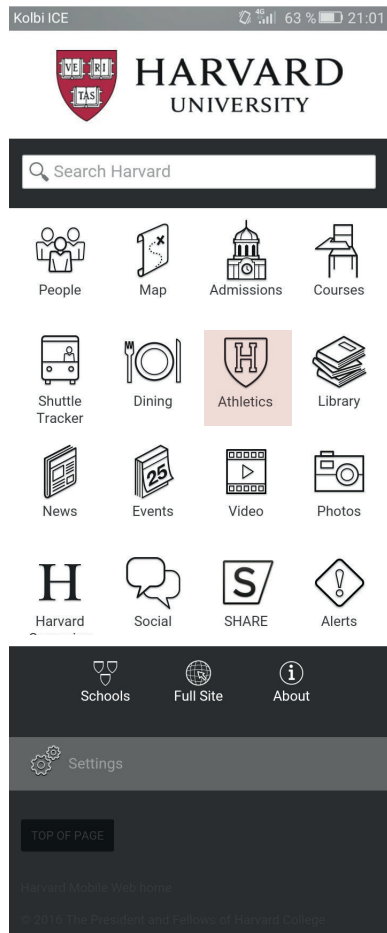 Kolbi ICE 4G 63 % 21:01
VE RI
TAS
HARVARD
UNIVERSITY
Search Harvard
People Map Admissions Courses
Shuttle
Tracker
Dining Athletics Library
25
News Events Video Photos
H
Harvard
Social
S
SHARE
Alerts
Schools Full Site About
Settings
TOP OF PAGE
Harvard Mobile Web home
© 2016 The President and Fellows of Harvard College